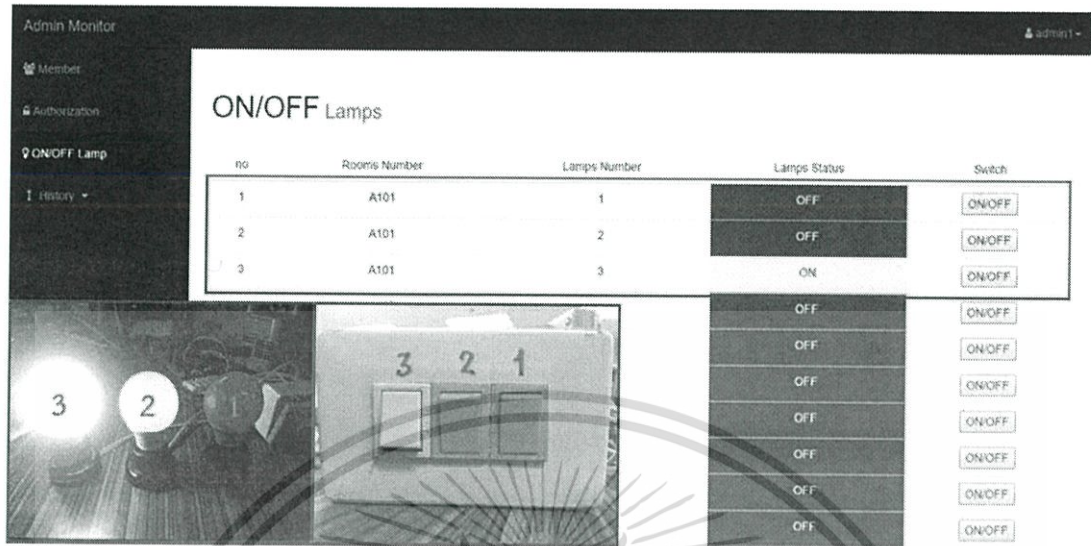 Admin Monitor
admin1
Member
Authorization
ON/OFF Lamp
History
ON/OFF Lamps
no Rooms Number Lamps Number Lamps Status Switch
1 A101 1 OFF ON/OFF
2 A101 2 OFF ON/OFF
3 A101 3 ON ON/OFF
OFF ON/OFF
OFF ON/OFF
OFF ON/OFF
OFF ON/OFF
OFF ON/OFF
OFF ON/OFF
OFF ON/OFF
3 2 1
3 2 1